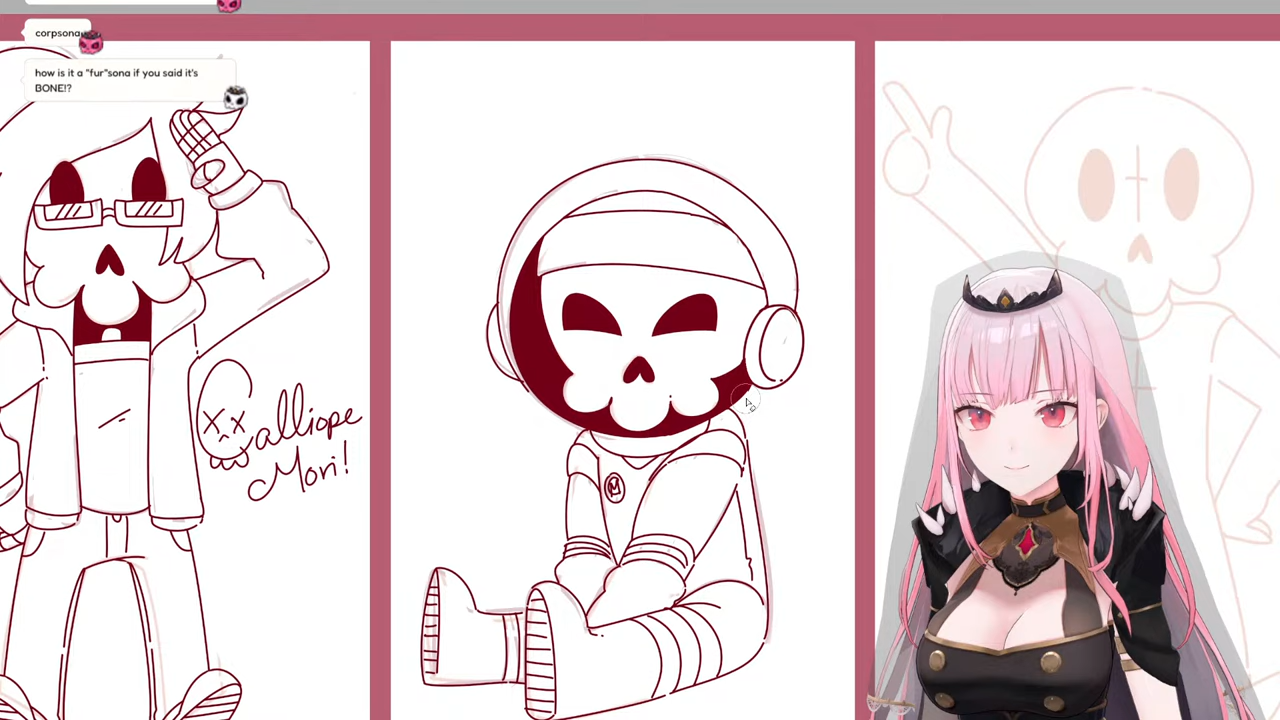 corpsona
how is it a "fur"sona if you said it's
BONE!?
Calliope
Mori!
M